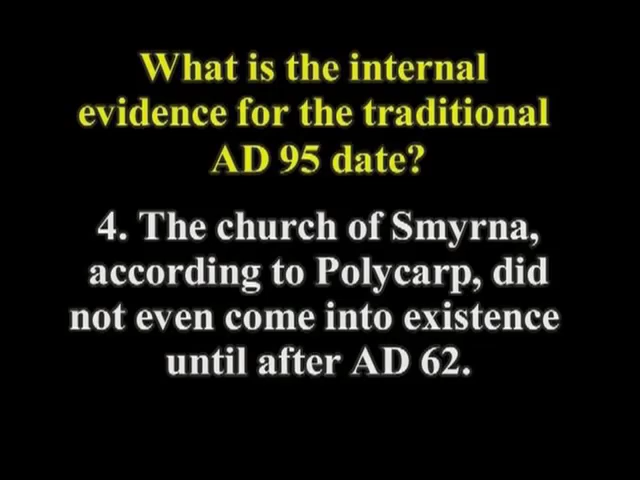 What is the internal
evidence for the traditional
AD 95 date?
4. The church of Smyrna,
according to Polycarp, did
not even come into existence
until after AD 62.